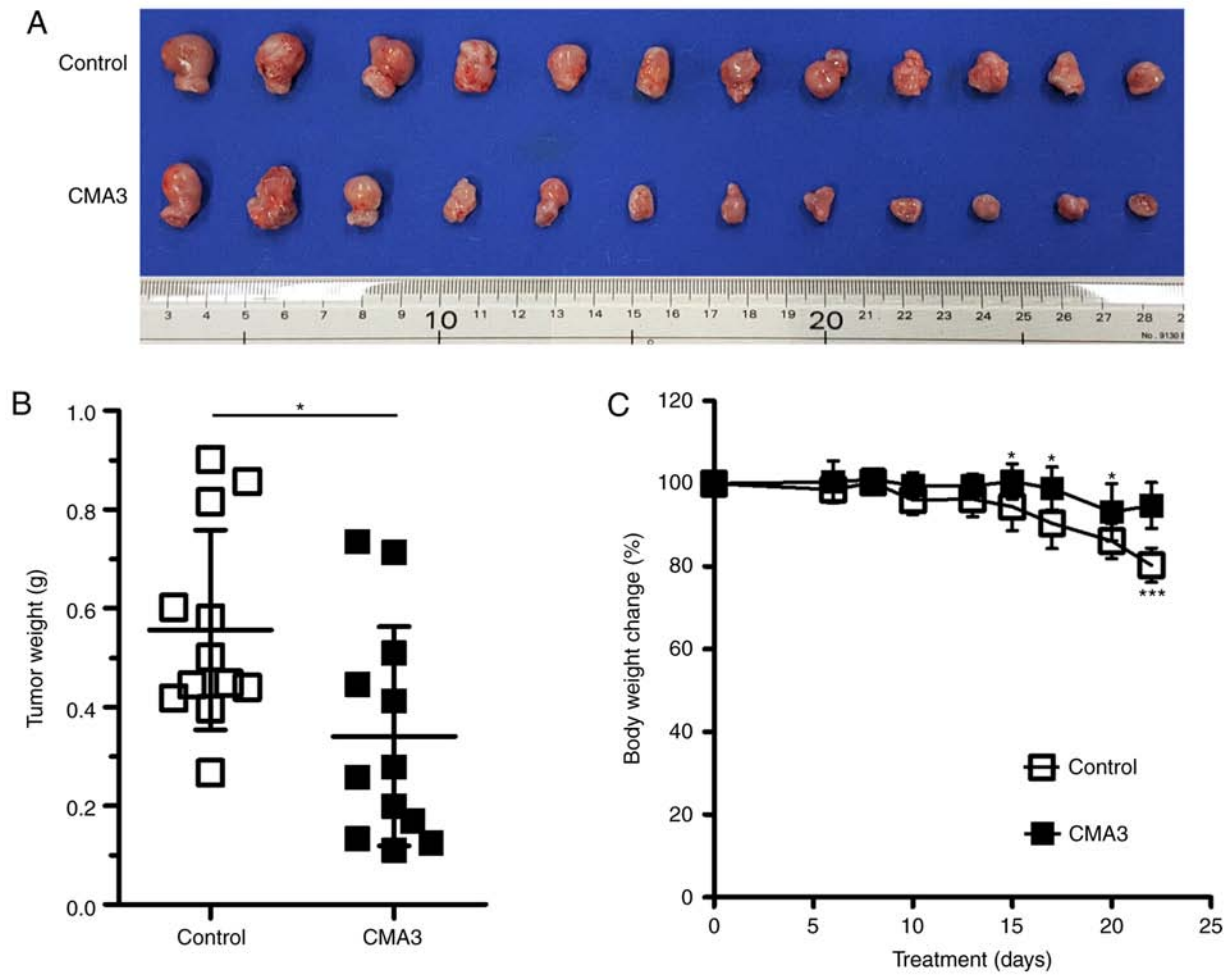 A
Control
CMA3
3 4 5 6 7 8 9 10 11 12 13 14 15 16 17 18 19 20 21 22 23 24 25 26 27 28
No. 9130
B
1.0
0.8
0.6
0.4
0.2
0.0
Tumor weight (g)
*
Control CMA3
C
120
100
80
60
40
20
0
Body weight change (%)
* * *
***
Control
CMA3
0 5 10 15 20 25
Treatment (days)